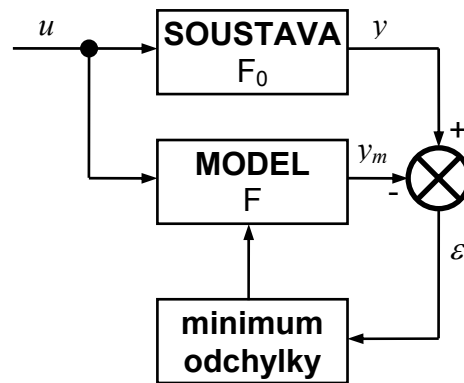 u
SOUSTAVA
F₀
y
+
MODEL
F
yₘ
-
ε
minimum
odchylky